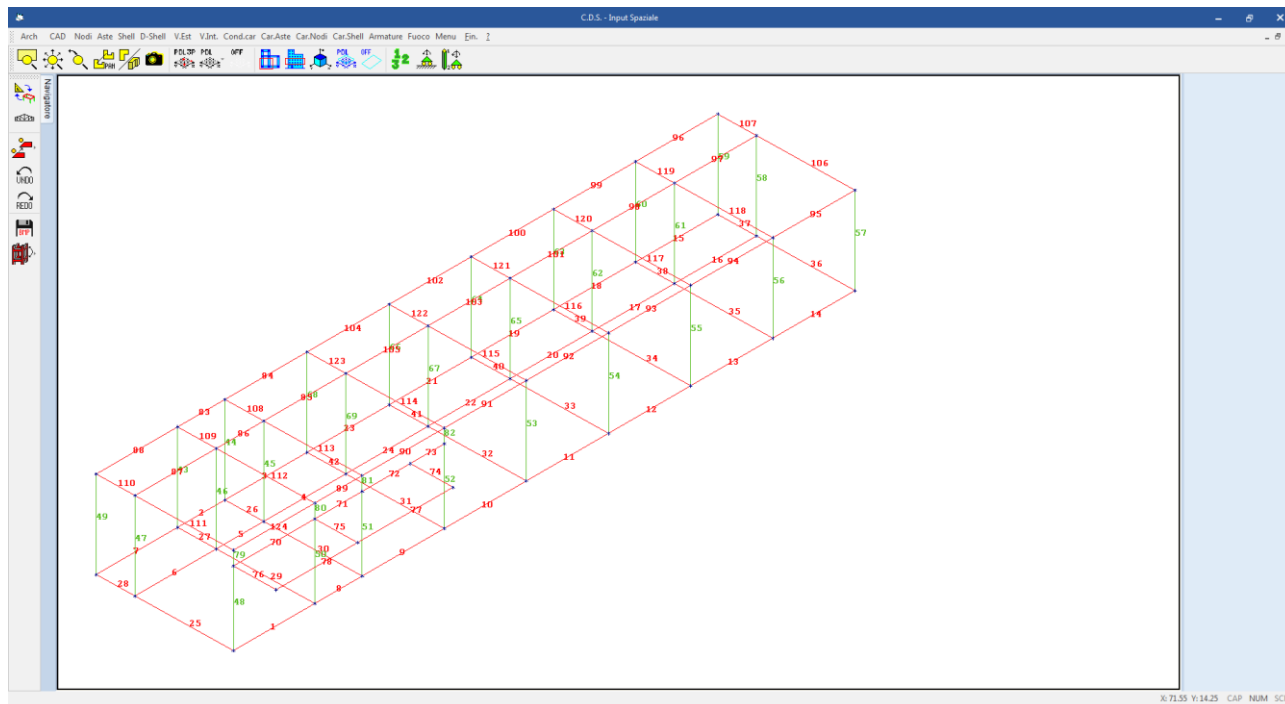 C.D.S. - Input Spaziale
Arch CAD Nodi Aste Shell D-Shell V.Est V.Int. Cond.car Car.Aste Car.Nodi Car.Shell Armature Fuoco Menu Fin. ?
PAN PDL3P PDL OFF PDL OFF 1 2 3
Navigatore
UNDO
REDO
BMP
107
96
59 97
106
119 58
99
98 60
118 95
120 61 37 57
100 15
101
117 16 94 36
121 62 38 56
102 18
103
116 17 93 35 14
122 65 39 55
104 19
115 20 92 34 13
123 67 40 54
84 21
85
114 22 91 33 12
108 68 69 41 53
83
86
109 44 82 32 11
88 45 113 24 90 73
87 42 72 74 52
110 3 112 81 10
46 4 89
49 2 26 80 71 31 77
47 111 5 124 75 51
27 70 9
7 79 30 78
28 6 76 29 8
48
25 1
X: 71.55 Y: 14.25 CAP NUM